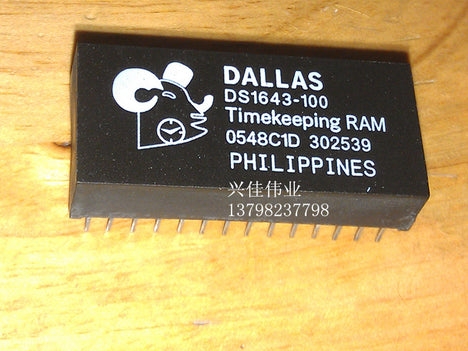 DALLAS
DS1643-100
Timekeeping RAM
0548C1D 302539
PHILIPPINES
兴佳伟业
13798237798